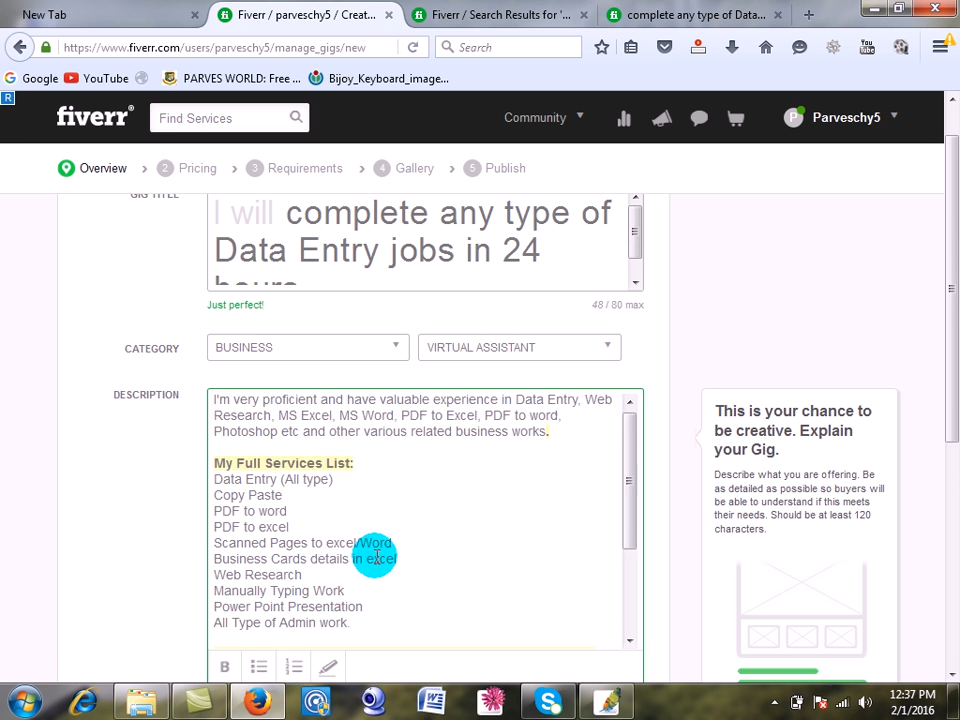 New Tab
Fiverr / parveschy5 / Creat...
Fiverr / Search Results for '...
complete any type of Data...
https://www.fiverr.com/users/parveschy5/manage_gigs/new
Search
You
Tube
Google
YouTube
PARVES WORLD: Free ...
Bijoy_Keyboard_image...
R
fiverr®
Find Services
Community
P
Parveschy5
Overview
2 Pricing
3 Requirements
4 Gallery
5 Publish
GIG TITLE
I will complete any type of
Data Entry jobs in 24
hours
Just perfect!
48 / 80 max
CATEGORY
BUSINESS
VIRTUAL ASSISTANT
DESCRIPTION
I'm very proficient and have valuable experience in Data Entry, Web
Research, MS Excel, MS Word, PDF to Excel, PDF to word,
Photoshop etc and other various related business works.
My Full Services List:
Data Entry (All type)
Copy Paste
PDF to word
PDF to excel
Scanned Pages to excel/Word
Business Cards details in excel
Web Research
Manually Typing Work
Power Point Presentation
All Type of Admin work.
B
This is your chance to
be creative. Explain
your Gig.
Describe what you are offering. Be
as detailed as possible so buyers will
be able to understand if this meets
their needs. Should be at least 120
characters.
12:37 PM
2/1/2016